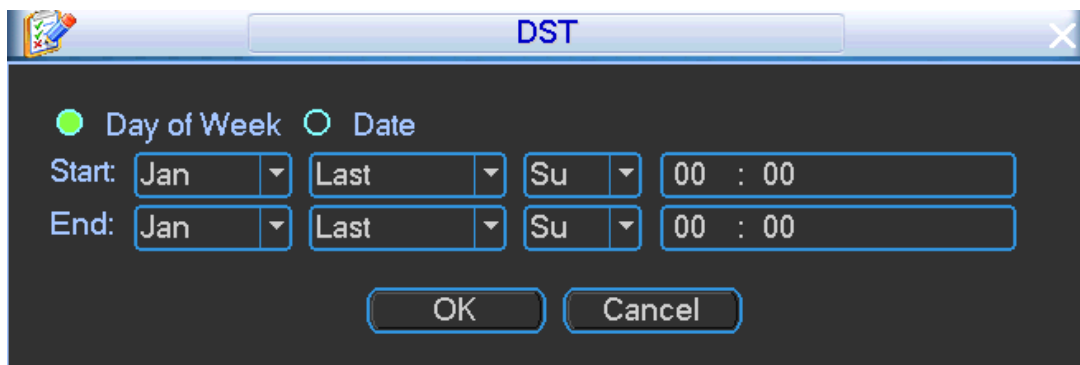 DST
Day of Week Date
Start: Jan Last Su 00 : 00
End: Jan Last Su 00 : 00
OK Cancel